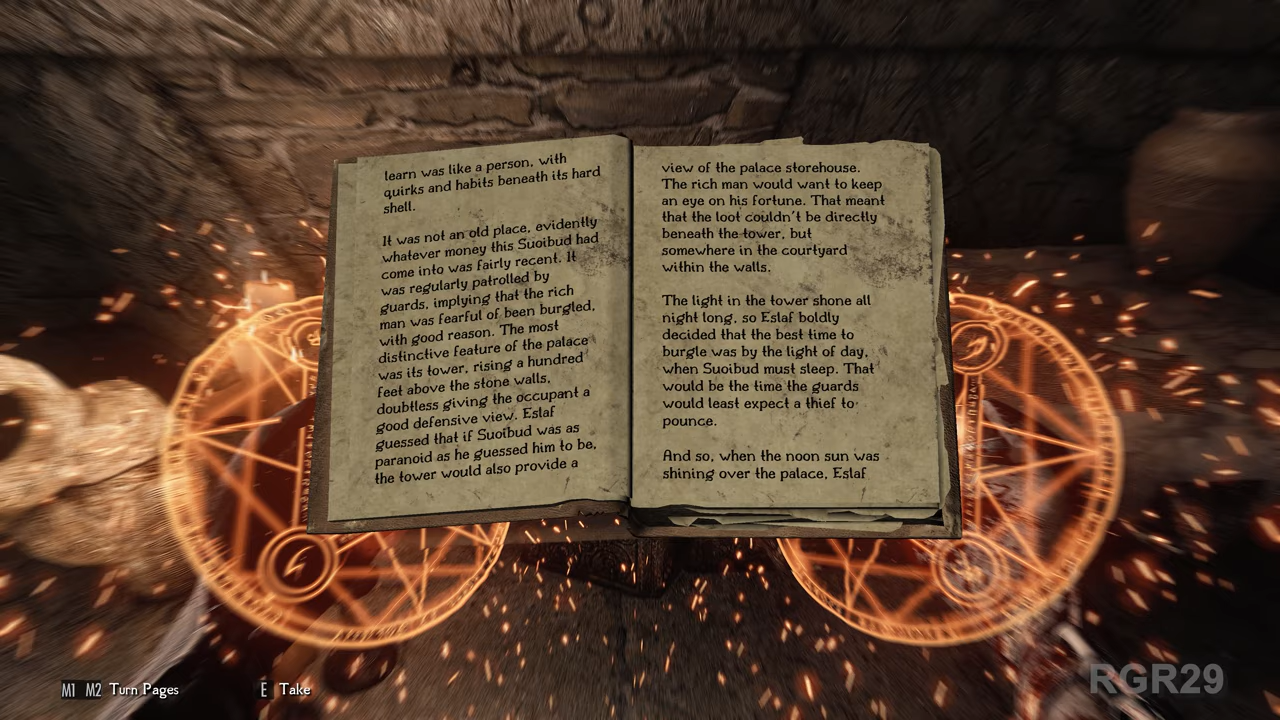 learn was like a person, with
quirks and habits beneath its hard
shell.
It was not an old place, evidently
whatever money this Suoibud had
come into was fairly recent. It
was regularly patrolled by
guards, implying that the rich
man was fearful of been burgled,
with good reason. The most
distinctive feature of the palace
was its tower, rising a hundred
feet above the stone walls,
doubtless giving the occupant a
good defensive view. Eslaf
guessed that if Suoibud was as
paranoid as he guessed him to be,
the tower would also provide a
view of the palace storehouse.
The rich man would want to keep
an eye on his fortune. That meant
that the loot couldn't be directly
beneath the tower, but
somewhere in the courtyard
within the walls.
The light in the tower shone all
night long, so Eslaf boldly
decided that the best time to
burgle was by the light of day,
when Suoibud must sleep. That
would be the time the guards
would least expect a thief to
pounce.
And so, when the noon sun was
shining over the palace, Eslaf
M1 M2 Turn Pages
E Take
RGR29